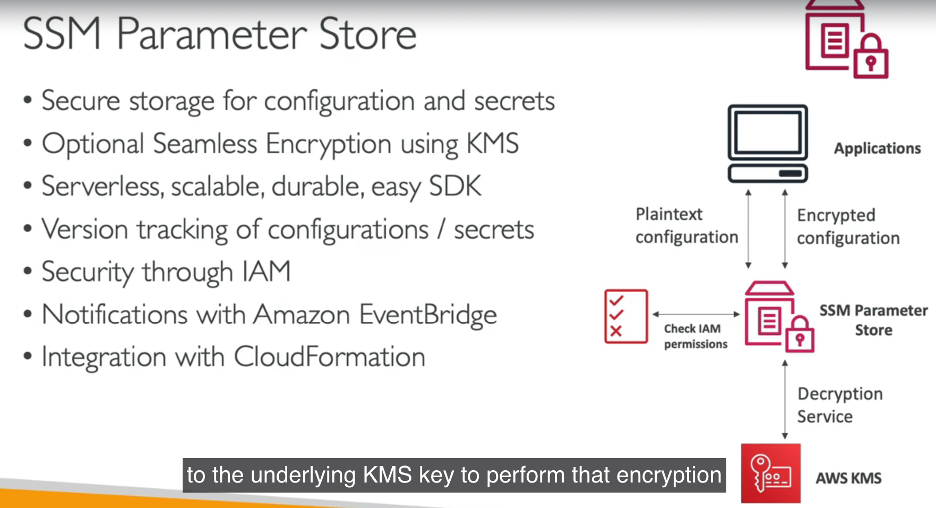 SSM Parameter Store
• Secure storage for configuration and secrets
• Optional Seamless Encryption using KMS
• Serverless, scalable, durable, easy SDK
• Version tracking of configurations / secrets
• Security through IAM
• Notifications with Amazon EventBridge
• Integration with CloudFormation
Applications
Plaintext
configuration
Encrypted
configuration
Check IAM
permissions
SSM Parameter
Store
Decryption
Service
AWS KMS
to the underlying KMS key to perform that encryption